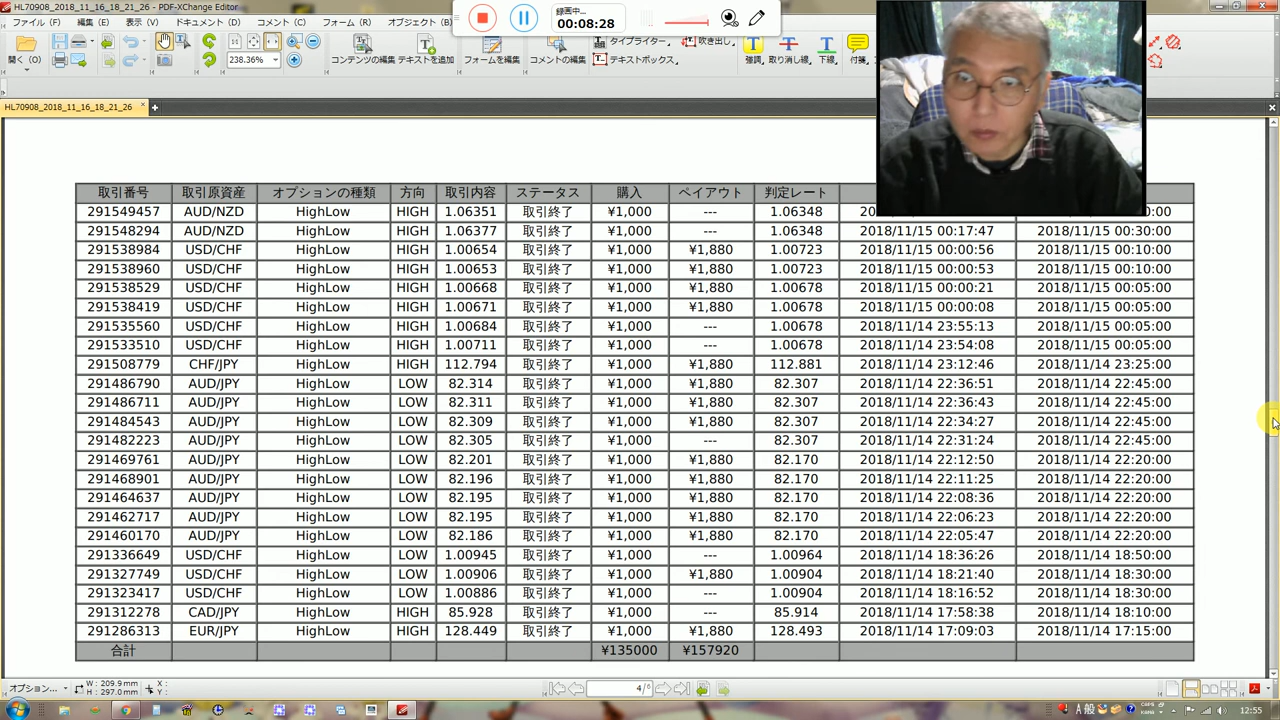 HL70908_2018_11_16_18_21_26 - PDF-XChange Editor
録画中...
00:08:28
ファイル（F） 編集（E） 表示（V） ドキュメント（D） コメント（C） フォーム（R） オブジェクト（B）
開く（O）
238.36%
コンテンツの編集 テキストを追加 フォームを編集 コメントの編集
タイプライター 吹き出し
テキストボックス
強調 取り消し線 下線 付箋
HL70908_2018_11_16_18_21_26
取引番号 取引原資産 オプションの種類 方向 取引内容 ステータス 購入 ペイアウト 判定レート
291549457 AUD/NZD HighLow HIGH 1.06351 取引終了 ¥1,000 --- 1.06348
291548294 AUD/NZD HighLow HIGH 1.06377 取引終了 ¥1,000 --- 1.06348 2018/11/15 00:17:47 2018/11/15 00:30:00
291538984 USD/CHF HighLow HIGH 1.00654 取引終了 ¥1,000 ¥1,880 1.00723 2018/11/15 00:00:56 2018/11/15 00:10:00
291538960 USD/CHF HighLow HIGH 1.00653 取引終了 ¥1,000 ¥1,880 1.00723 2018/11/15 00:00:53 2018/11/15 00:10:00
291538529 USD/CHF HighLow HIGH 1.00668 取引終了 ¥1,000 ¥1,880 1.00678 2018/11/15 00:00:21 2018/11/15 00:05:00
291538419 USD/CHF HighLow HIGH 1.00671 取引終了 ¥1,000 ¥1,880 1.00678 2018/11/15 00:00:08 2018/11/15 00:05:00
291535560 USD/CHF HighLow HIGH 1.00684 取引終了 ¥1,000 --- 1.00678 2018/11/14 23:55:13 2018/11/15 00:05:00
291533510 USD/CHF HighLow HIGH 1.00711 取引終了 ¥1,000 --- 1.00678 2018/11/14 23:54:08 2018/11/15 00:05:00
291508779 CHF/JPY HighLow HIGH 112.794 取引終了 ¥1,000 ¥1,880 112.881 2018/11/14 23:12:46 2018/11/14 23:25:00
291486790 AUD/JPY HighLow LOW 82.314 取引終了 ¥1,000 ¥1,880 82.307 2018/11/14 22:36:51 2018/11/14 22:45:00
291486711 AUD/JPY HighLow LOW 82.311 取引終了 ¥1,000 ¥1,880 82.307 2018/11/14 22:36:43 2018/11/14 22:45:00
291484543 AUD/JPY HighLow LOW 82.309 取引終了 ¥1,000 ¥1,880 82.307 2018/11/14 22:34:27 2018/11/14 22:45:00
291482223 AUD/JPY HighLow LOW 82.305 取引終了 ¥1,000 --- 82.307 2018/11/14 22:31:24 2018/11/14 22:45:00
291469761 AUD/JPY HighLow LOW 82.201 取引終了 ¥1,000 ¥1,880 82.170 2018/11/14 22:12:50 2018/11/14 22:20:00
291468901 AUD/JPY HighLow LOW 82.196 取引終了 ¥1,000 ¥1,880 82.170 2018/11/14 22:11:25 2018/11/14 22:20:00
291464637 AUD/JPY HighLow LOW 82.195 取引終了 ¥1,000 ¥1,880 82.170 2018/11/14 22:08:36 2018/11/14 22:20:00
291462717 AUD/JPY HighLow LOW 82.195 取引終了 ¥1,000 ¥1,880 82.170 2018/11/14 22:06:23 2018/11/14 22:20:00
291460170 AUD/JPY HighLow LOW 82.186 取引終了 ¥1,000 ¥1,880 82.170 2018/11/14 22:05:47 2018/11/14 22:20:00
291336649 USD/CHF HighLow LOW 1.00945 取引終了 ¥1,000 --- 1.00964 2018/11/14 18:36:26 2018/11/14 18:50:00
291327749 USD/CHF HighLow LOW 1.00906 取引終了 ¥1,000 ¥1,880 1.00904 2018/11/14 18:21:40 2018/11/14 18:30:00
291323417 USD/CHF HighLow LOW 1.00886 取引終了 ¥1,000 --- 1.00904 2018/11/14 18:16:52 2018/11/14 18:30:00
291312278 CAD/JPY HighLow HIGH 85.928 取引終了 ¥1,000 --- 85.914 2018/11/14 17:58:38 2018/11/14 18:10:00
291286313 EUR/JPY HighLow HIGH 128.449 取引終了 ¥1,000 ¥1,880 128.493 2018/11/14 17:09:03 2018/11/14 17:15:00
合計 ¥135000 ¥157920
オプション... W : 209.9mm X :
H : 297.0mm Y :
4/6
A 般 CAPS KANA 12:55